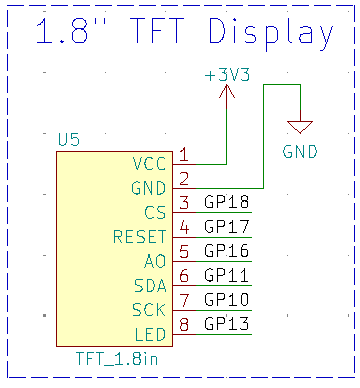 1.8" TFT Display
+3V3
U5
GND
VCC 1
GND 2
CS 3 GP18
RESET 4 GP17
AO 5 GP16
SDA 6 GP11
SCK 7 GP10
LED 8 GP13
TFT_1.8in